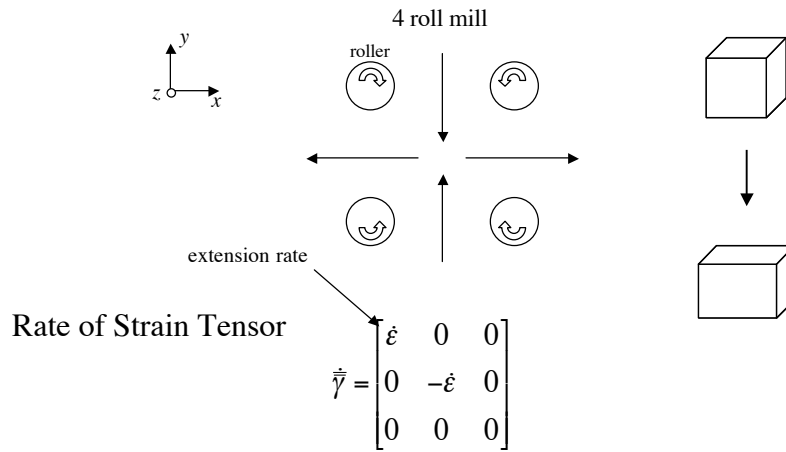 4 roll mill
y
roller
z
x
extension rate
Rate of Strain Tensor
γ̳̇ = [ε̇ 0 0
0 −ε̇ 0
0 0 0]